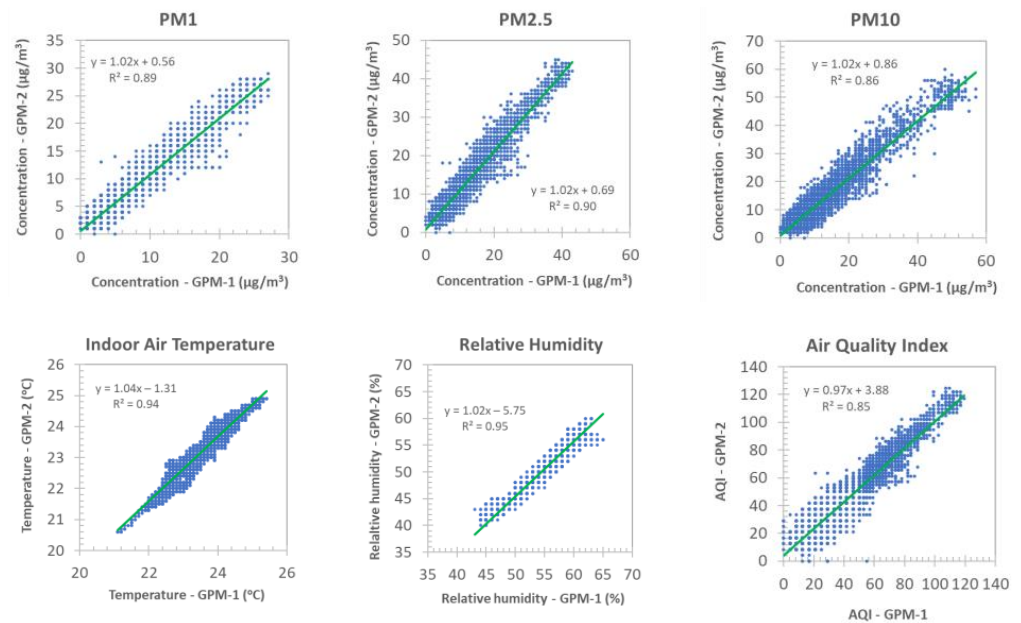 PM1
Concentration - GPM-2 (µg/m³)
y = 1.02x + 0.56
R² = 0.89
35
30
25
20
15
10
5
0
0 10 20 30
Concentration - GPM-1 (µg/m³)
PM2.5
Concentration - GPM-2 (µg/m³)
50
40
30
20
10
0
y = 1.02x + 0.69
R² = 0.90
0 20 40 60
Concentration - GPM-1 (µg/m³)
PM10
Concentration - GPM-2 (µg/m³)
70
60
50
40
30
20
10
0
y = 1.02x + 0.86
R² = 0.86
0 20 40 60
Concentration - GPM-1 (µg/m³)
Indoor Air Temperature
Temperature - GPM-2 (°C)
26
25
24
23
22
21
20
y = 1.04x – 1.31
R² = 0.94
20 22 24 26
Temperature - GPM-1 (°C)
Relative Humidity
Relaltive humidity - GPM-2 (%)
70
65
60
55
50
45
40
35
y = 1.02x – 5.75
R² = 0.95
35 45 55 65 75
Relative humidity - GPM-1 (%)
Air Quality Index
AQI - GPM-2
140
120
100
80
60
40
20
0
y = 0.97x + 3.88
R² = 0.85
0 20 40 60 80 100 120 140
AQI - GPM-1